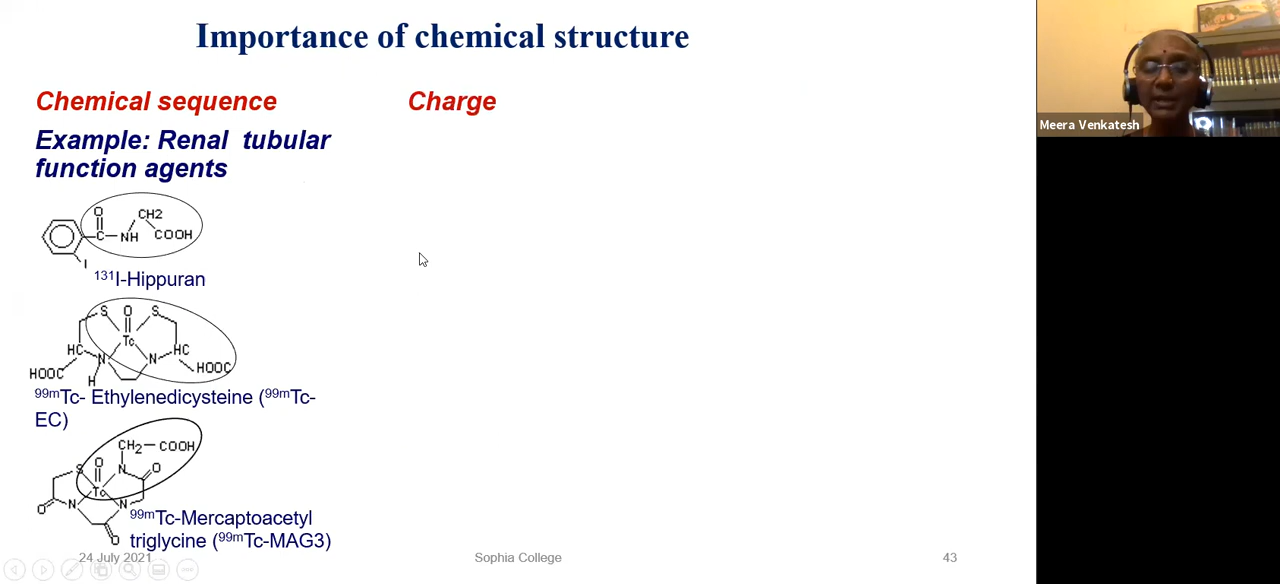 Importance of chemical structure
Chemical sequence
Charge
Example: Renal tubular
function agents
O
CH2
C
NH
COOH
I
131I-Hippuran
S
O
S
Tc
HC
N
N
HC
HOOC
H
HOOC
99mTc- Ethylenedicysteine (99mTc-
EC)
CH2—COOH
S
O
N
O
Tc
O
N
N
O
99mTc-Mercaptoacetyl
triglycine (99mTc-MAG3)
24 July 2021
Sophia College
43
Meera Venkatesh